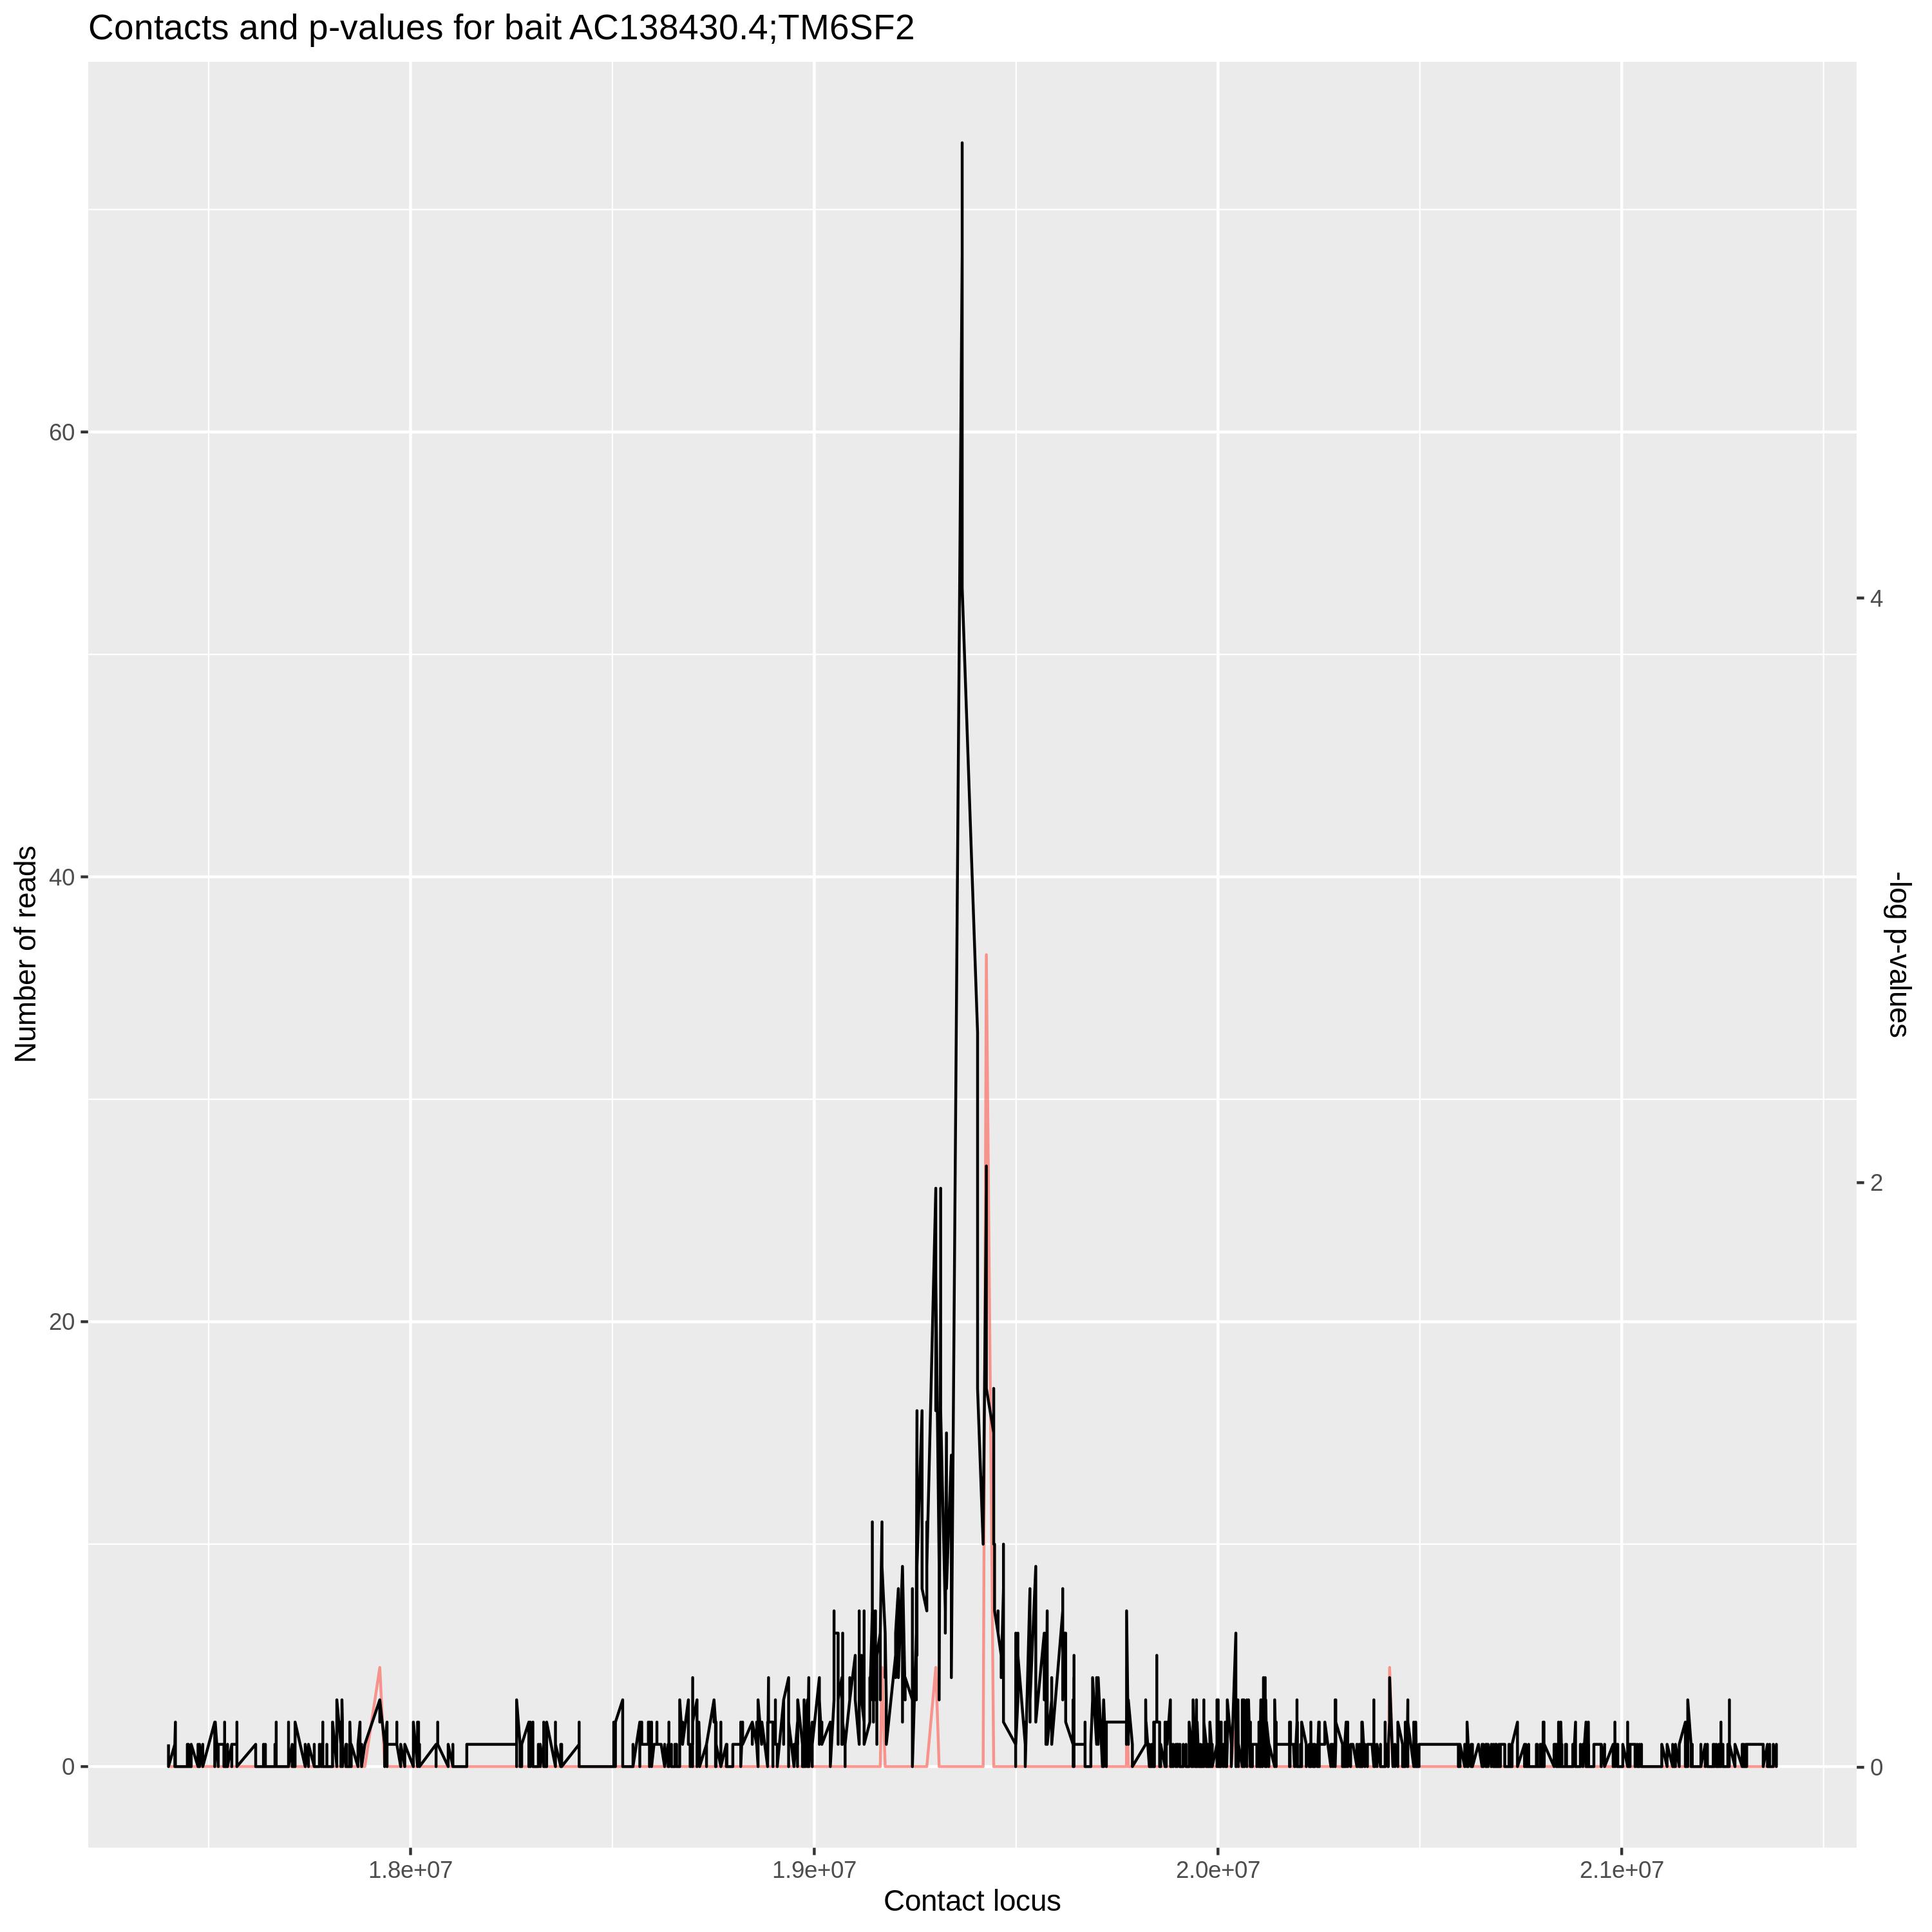 Contacts and p-values for bait AC138430.4;TM6SF2
Number of reads
60
40
20
0
4
2
0
-log p-values
1.8e+07
1.9e+07
2.0e+07
2.1e+07
Contact locus